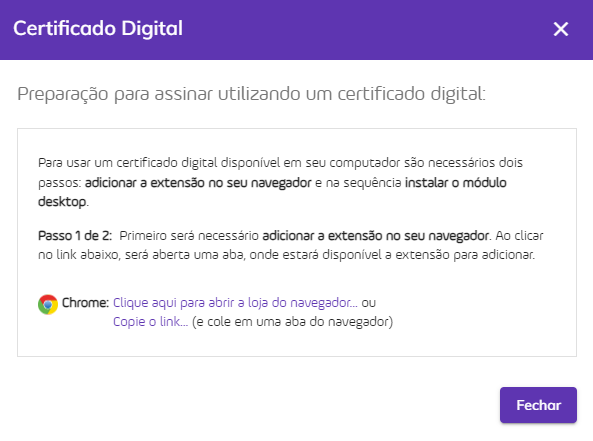 Certificado Digital
Preparação para assinar utilizando um certificado digital:
Para usar um certificado digital disponível em seu computador são necessários dois
passos: adicionar a extensão no seu navegador e na sequência instalar o módulo
desktop.
Passo 1 de 2: Primeiro será necessário adicionar a extensão no seu navegador. Ao clicar
no link abaixo, será aberta uma aba, onde estará disponível a extensão para adicionar.
Chrome: Clique aqui para abrir a loja do navegador... ou
Copie o link... (e cole em uma aba do navegador)
Fechar